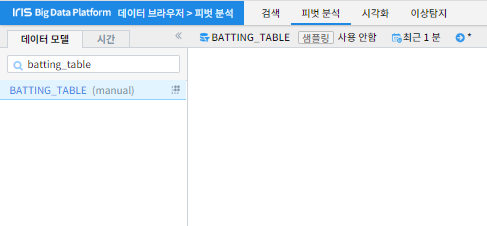 IRIS Big Data Platform 데이터 브라우저 > 피벗 분석 검색 피벗 분석 시각화 이상탐지
데이터 모델 시간 «
BATTING_TABLE 샘플링 사용 안함 최근 1 분 *
batting_table
BATTING_TABLE (manual)